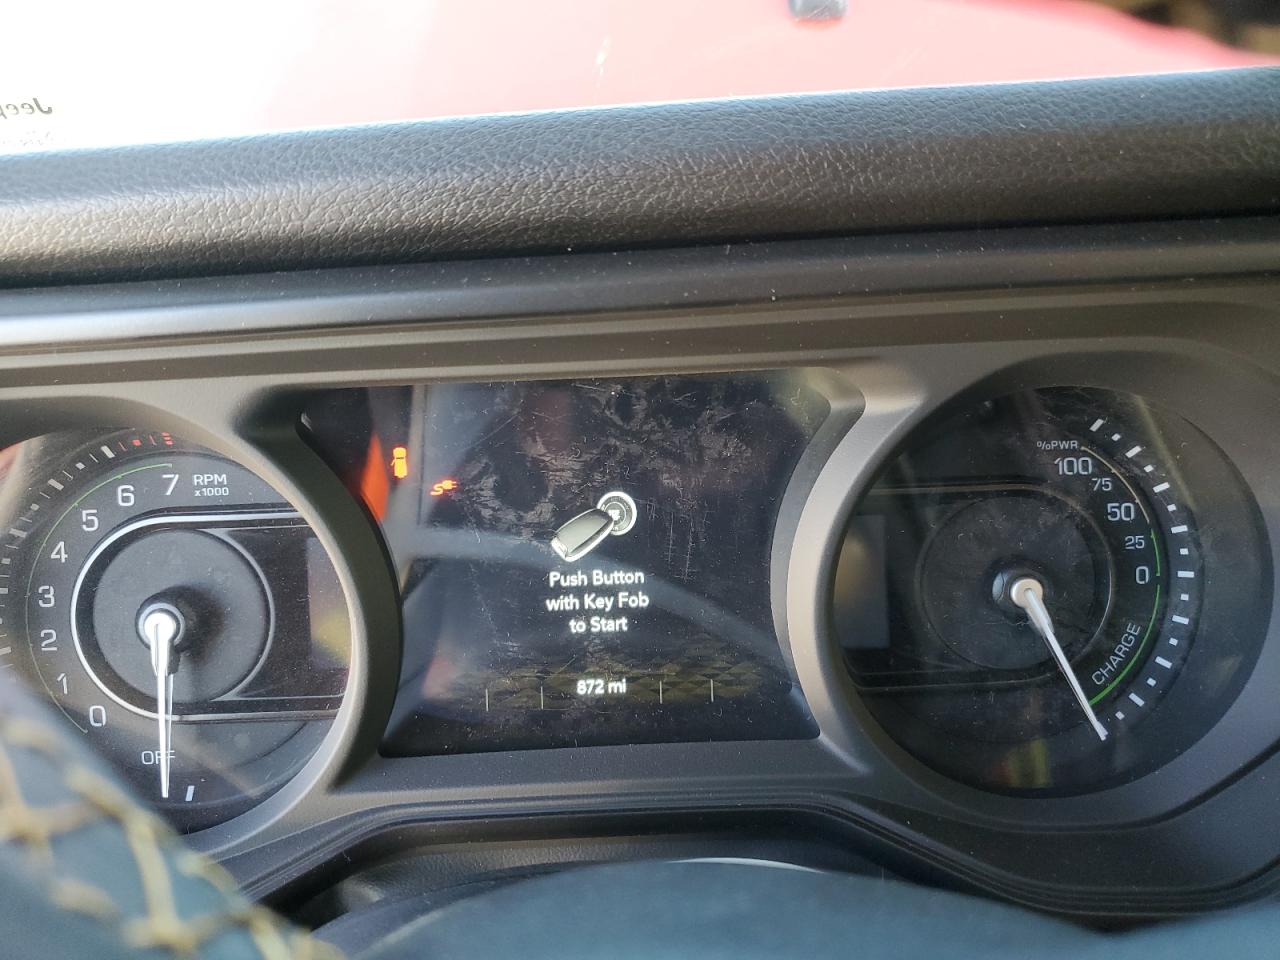 Jeep
7
6
5
4
3
2
1
0
RPM
x1000
OFF
Push Button
with Key Fob
to Start
872 mi
%PWR
100
75
50
25
0
CHARGE